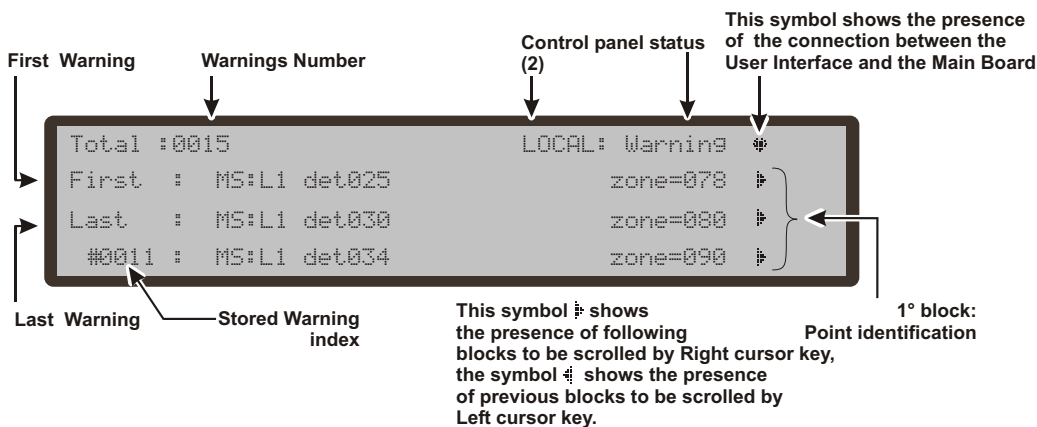 This symbol shows the presence
of the connection between the
User Interface and the Main Board
Control panel status
(2)
First Warning
Warnings Number
Total :0015 LOCAL: Warning
First : MS:L1 det025 zone=078
Last : MS:L1 det030 zone=080
#0011 : MS:L1 det034 zone=090
Last Warning
Stored Warning
index
This symbol shows
the presence of following
blocks to be scrolled by Right cursor key,
the symbol shows the presence
of previous blocks to be scrolled by
Left cursor key.
1° block:
Point identification